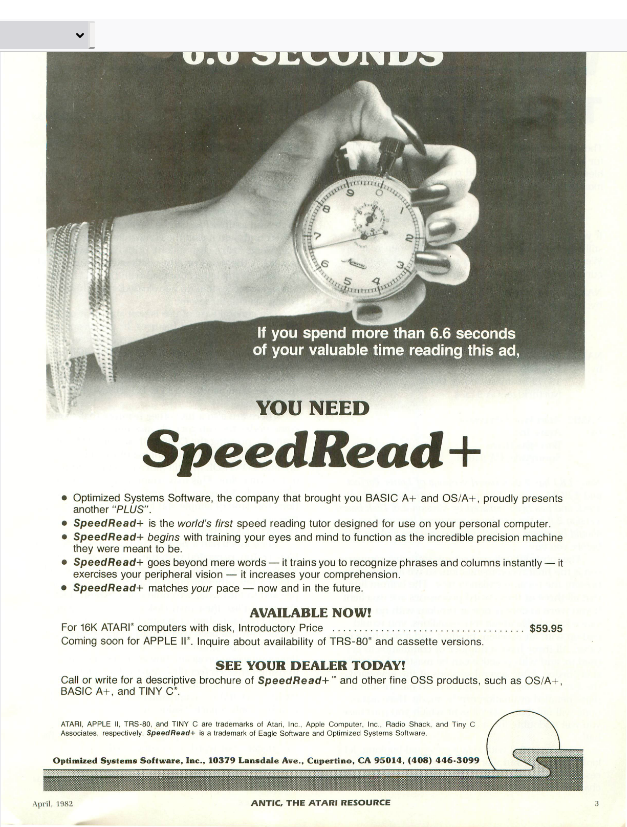 6.6 SECONDS
9 0 1
8 2
7 3
6 5 4
If you spend more than 6.6 seconds
of your valuable time reading this ad,
YOU NEED
SpeedRead+
● Optimized Systems Software, the company that brought you BASIC A+ and OS/A+, proudly presents
another "PLUS".
● SpeedRead+ is the world's first speed reading tutor designed for use on your personal computer.
● SpeedRead+ begins with training your eyes and mind to function as the incredible precision machine
they were meant to be.
● SpeedRead+ goes beyond mere words — it trains you to recognize phrases and columns instantly — it
exercises your peripheral vision — it increases your comprehension.
● SpeedRead+ matches your pace — now and in the future.
AVAILABLE NOW!
For 16K ATARI® computers with disk, Introductory Price .................................... $59.95
Coming soon for APPLE II®. Inquire about availability of TRS-80® and cassette versions.
SEE YOUR DEALER TODAY!
Call or write for a descriptive brochure of SpeedRead+™ and other fine OSS products, such as OS/A+,
BASIC A+, and TINY C®.
ATARI, APPLE II, TRS-80, and TINY C are trademarks of Atari, Inc., Apple Computer, Inc., Radio Shack, and Tiny C
Associates, respectively. SpeedRead+ is a trademark of Eagle Software and Optimized Systems Software.
Optimized Systems Software, Inc., 10379 Lansdale Ave., Cupertino, CA 95014, (408) 446-3099
April, 1982 ANTIC, THE ATARI RESOURCE 3